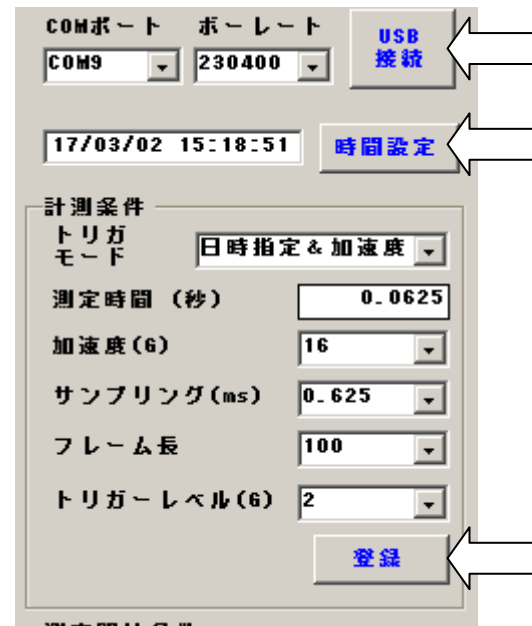 COMポート ボーレート
USB
接続
COM9 230400
17/03/02 15:18:51 時間設定
計測条件
トリガ
モード
日時指定&加速度
測定時間 (秒) 0.0625
加速度(G) 16
サンプリング(ms) 0.625
フレーム長 100
トリガーレベル(G) 2
登録